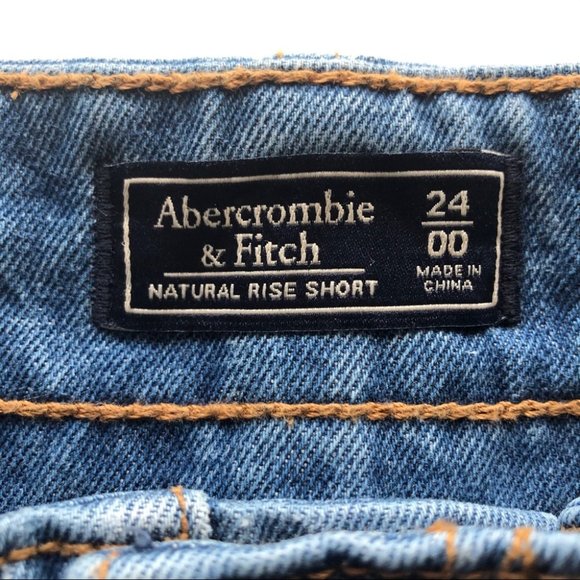 Abercrombie
& Fitch
NATURAL RISE SHORT
24
00
MADE IN
CHINA